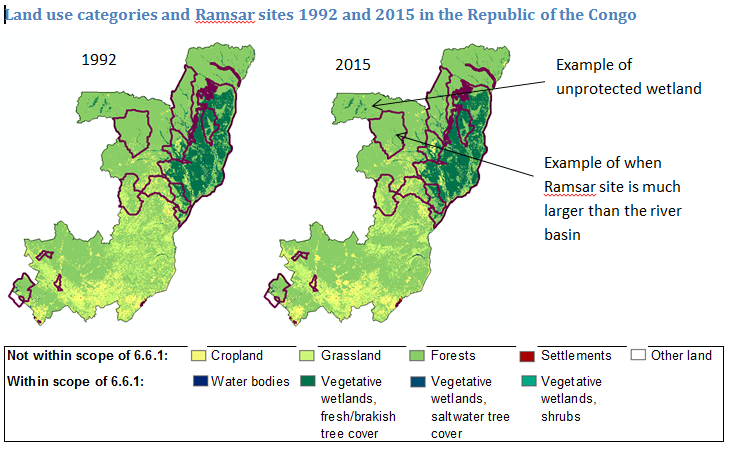 Land use categories and Ramsar sites 1992 and 2015 in the Republic of the Congo
1992
2015
Example of
unprotected wetland
Example of when
Ramsar site is much
larger than the river
basin
Not within scope of 6.6.1:
Cropland
Grassland
Forests
Settlements
Other land
Within scope of 6.6.1:
Water bodies
Vegetative
wetlands,
fresh/brakish
tree cover
Vegetative
wetlands,
saltwater tree
cover
Vegetative
wetlands,
shrubs